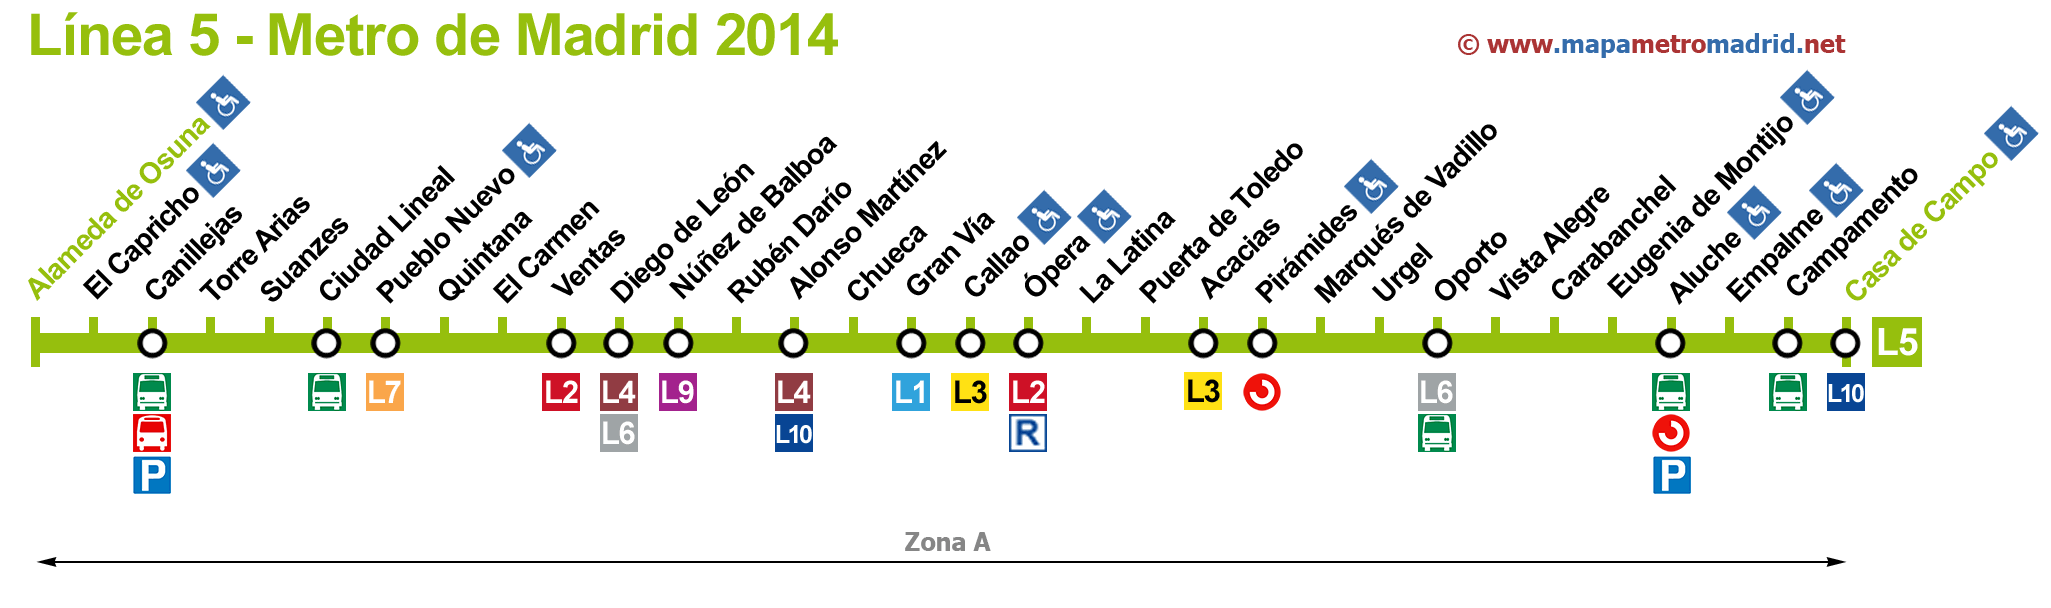 Línea 5 - Metro de Madrid 2014
© www.mapametromadrid.net
Alameda de Osuna
El Capricho
Canillejas
Torre Arias
Suanzes
Ciudad Lineal
Pueblo Nuevo
Quintana
El Carmen
Ventas
Diego de León
Núñez de Balboa
Rubén Darío
Alonso Martínez
Chueca
Gran Vía
Callao
Ópera
La Latina
Puerta de Toledo
Acacias
Pirámides
Marqués de Vadillo
Urgel
Oporto
Vista Alegre
Carabanchel
Eugenia de Montijo
Aluche
Empalme
Campamento
Casa de Campo
L5
L7
L2
L4
L9
L4
L1
L3
L2
L3
L6
L10
L6
L10
R
P
P
Zona A